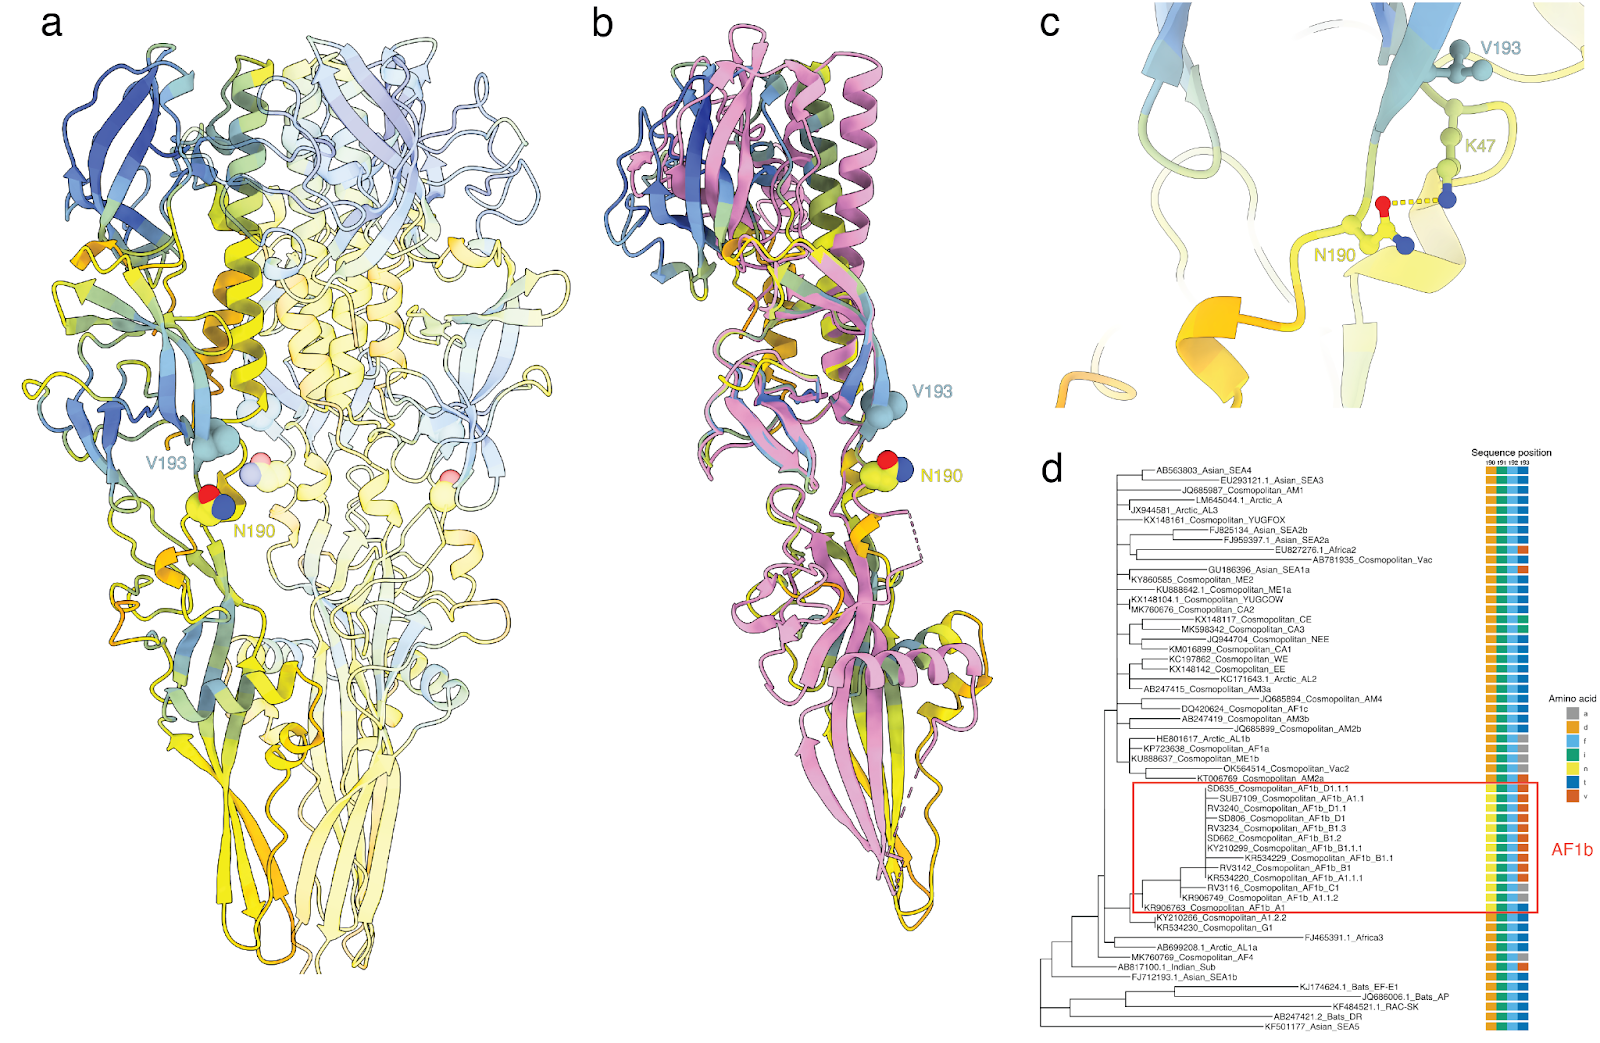 a
b
c
V193
N190
V193
N190
V193
K47
N190
d
Sequence position
190 191 192 193
AB563803_Asian_SEA4
EU293121.1_Asian_SEA3
JQ685987_Cosmopolitan_AM1
LM645044.1_Arctic_A
JX944581_Arctic_AL3
KX148161_Cosmopolitan_YUGFOX
FJ825134_Asian_SEA2b
FJ959397.1_Asian_SEA2a
EU827276.1_Africa2
AB781935_Cosmopolitan_Vac
GU186396_Asian_SEA1a
KY860585_Cosmopolitan_ME2
KU888642.1_Cosmopolitan_ME1a
KX148104.1_Cosmopolitan_YUGCOW
MK760676_Cosmopolitan_CA2
KX148117_Cosmopolitan_CE
MK598342_Cosmopolitan_CA3
JQ944704_Cosmopolitan_NEE
KM016899_Cosmopolitan_CA1
KC197862_Cosmopolitan_WE
KX148142_Cosmopolitan_EE
KC171643.1_Arctic_AL2
AB247415_Cosmopolitan_AM3a
JQ685894_Cosmopolitan_AM4
DQ420624_Cosmopolitan_AF1c
AB247419_Cosmopolitan_AM3b
JQ685899_Cosmopolitan_AM2b
HE801617_Arctic_AL1b
KP723638_Cosmopolitan_AF1a
KU888637_Cosmopolitan_ME1b
OK564514_Cosmopolitan_Vac2
KT006769_Cosmopolitan_AM2a
SD635_Cosmopolitan_AF1b_D1.1.1
SUB7109_Cosmopolitan_AF1b_A1.1
RV3240_Cosmopolitan_AF1b_D1.1
SD806_Cosmopolitan_AF1b_D1
RV3234_Cosmopolitan_AF1b_B1.3
SD662_Cosmopolitan_AF1b_B1.2
KY210299_Cosmopolitan_AF1b_B1.1.1
KR534229_Cosmopolitan_AF1b_B1.1
RV3142_Cosmopolitan_AF1b_B1
KR534220_Cosmopolitan_AF1b_A1.1.1
RV3116_Cosmopolitan_AF1b_C1
KR906749_Cosmopolitan_AF1b_A1.1.2
KR906763_Cosmopolitan_AF1b_A1
KY210266_Cosmopolitan_A1.2.2
KR534230_Cosmopolitan_G1
FJ465391.1_Africa3
AB699208.1_Arctic_AL1a
MK760769_Cosmopolitan_AF4
AB817100.1_Indian_Sub
FJ712193.1_Asian_SEA1b
KJ174624.1_Bats_EF-E1
JQ686006.1_Bats_AP
KF484521.1_RAC-SK
AB247421.2_Bats_DR
KF501177_Asian_SEA5
Amino acid
a
d
f
i
n
t
v
AF1b